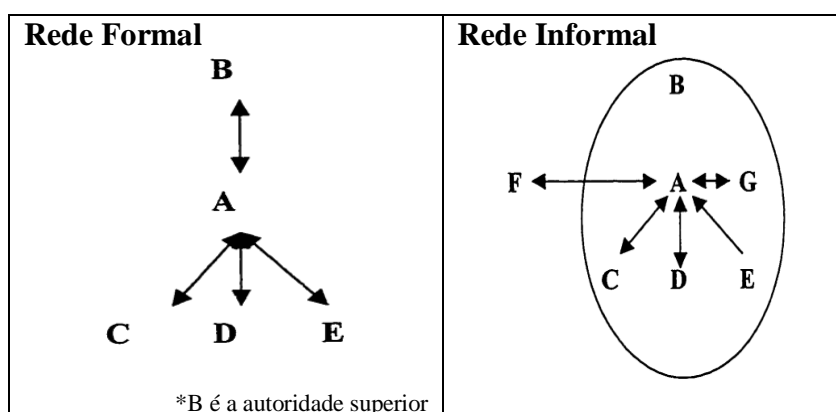 Rede Formal
B
A
C D E
*B é a autoridade superior
Rede Informal
B
F A G
C D E